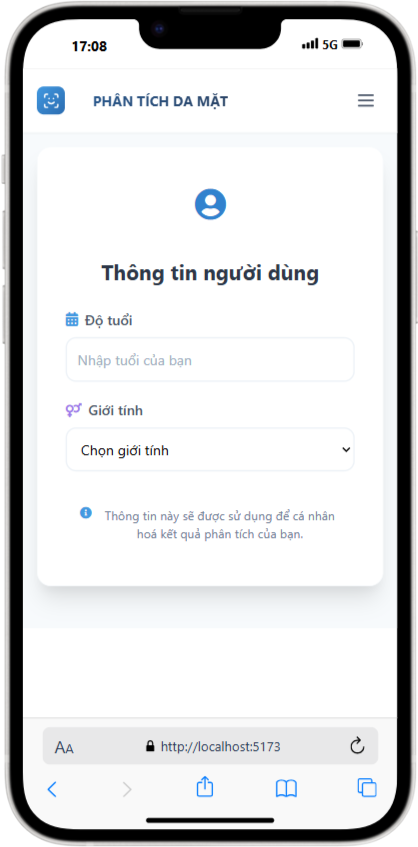 17:08
5G
PHÂN TÍCH DA MẶT
Thông tin người dùng
Độ tuổi
Nhập tuổi của bạn
Giới tính
Chọn giới tính
Thông tin này sẽ được sử dụng để cá nhân
hoá kết quả phân tích của bạn.
AA
http://localhost:5173